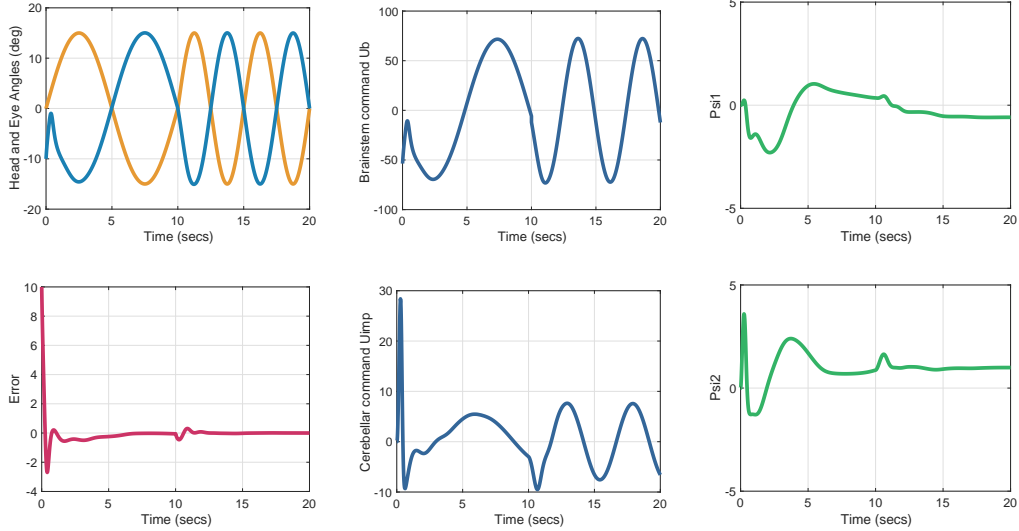 Head and Eye Angles (deg)
20
10
0
-10
-20
0 5 10 15 20
Time (secs)
Brainstem command Ub
100
50
0
-50
-100
0 5 10 15 20
Time (secs)
Psi1
5
0
-5
0 5 10 15 20
Time (secs)
Error
10
8
6
4
2
0
-2
-4
0 5 10 15 20
Time (secs)
Cerebellar command Uimp
30
20
10
0
-10
0 5 10 15 20
Time (secs)
Psi2
5
0
-5
0 5 10 15 20
Time (secs)